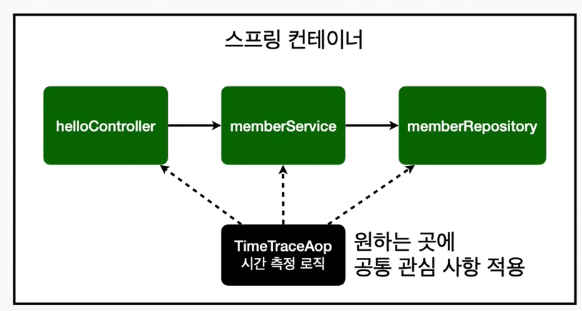 스프링 컨테이너
helloController
memberService
memberRepository
TimeTraceAop
시간 측정 로직
원하는 곳에
공통 관심 사항 적용